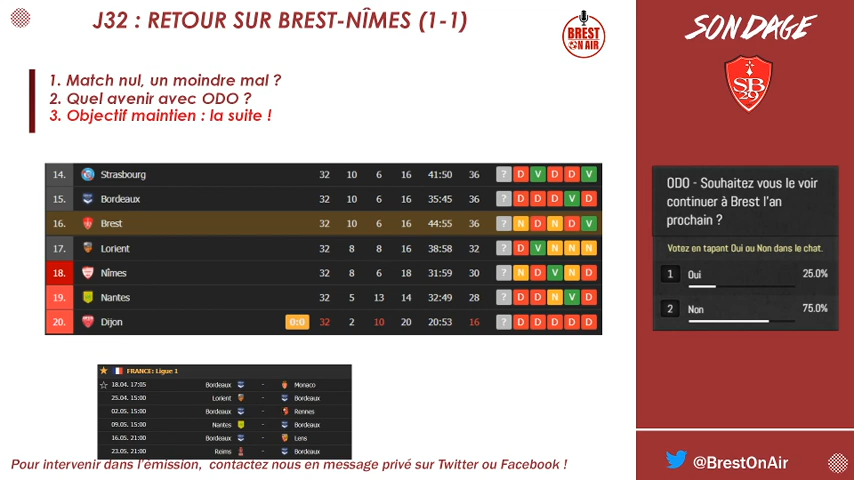 J32 : RETOUR SUR BREST-NÎMES (1-1)
BREST
ON AIR
SONDAGE
SB
29
1. Match nul, un moindre mal ?
2. Quel avenir avec ODO ?
3. Objectif maintien : la suite !
14. Strasbourg 32 10 6 16 41:50 36 ? D V D D V
15. Bordeaux 32 10 6 16 35:45 36 ? D D D V D
16. Brest 32 10 6 16 44:55 36 ? N D N D V
17. Lorient 32 8 8 16 38:58 32 ? D V N N N
18. Nîmes 32 8 6 18 31:59 30 ? N D V N D
19. Nantes 32 5 13 14 32:49 28 ? D D N V D
20. Dijon 0:0 32 2 10 20 20:53 16 ? D D D D D
ODO - Souhaitez vous le voir
continuer à Brest l'an
prochain ?
Votez en tapant Oui ou Non dans le chat.
1 Oui 25.0%
2 Non 75.0%
FRANCE: Ligue 1
18.04. 17:05 Bordeaux - Monaco
25.04. 15:00 Lorient - Bordeaux
02.05. 15:00 Bordeaux - Rennes
09.05. 15:00 Nantes - Bordeaux
16.05. 21:00 Bordeaux - Lens
23.05. 21:00 Reims - Bordeaux
Pour intervenir dans l'émission, contactez nous en message privé sur Twitter ou Facebook !
@BrestOnAir